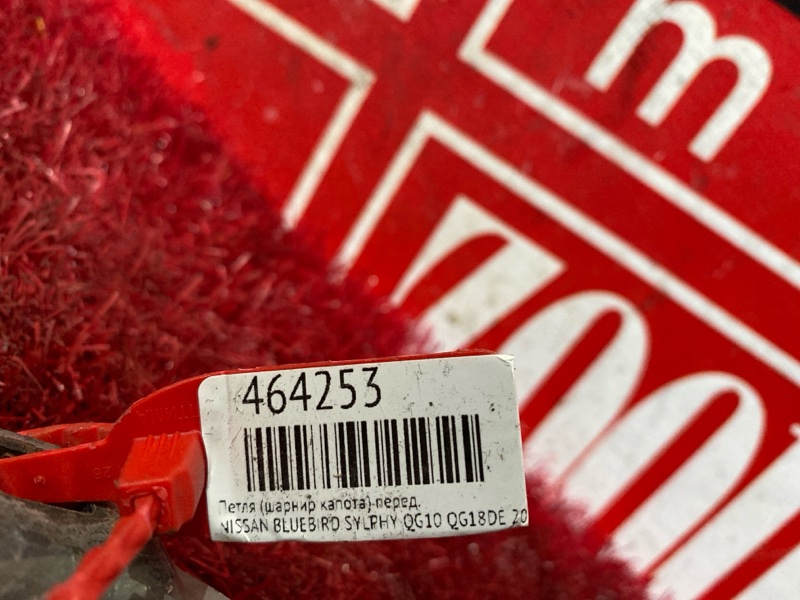 m
464253
Петля (шарнир капота) перед.
NISSAN BLUEBIRD SYLPHY QG10 QG18DE 20